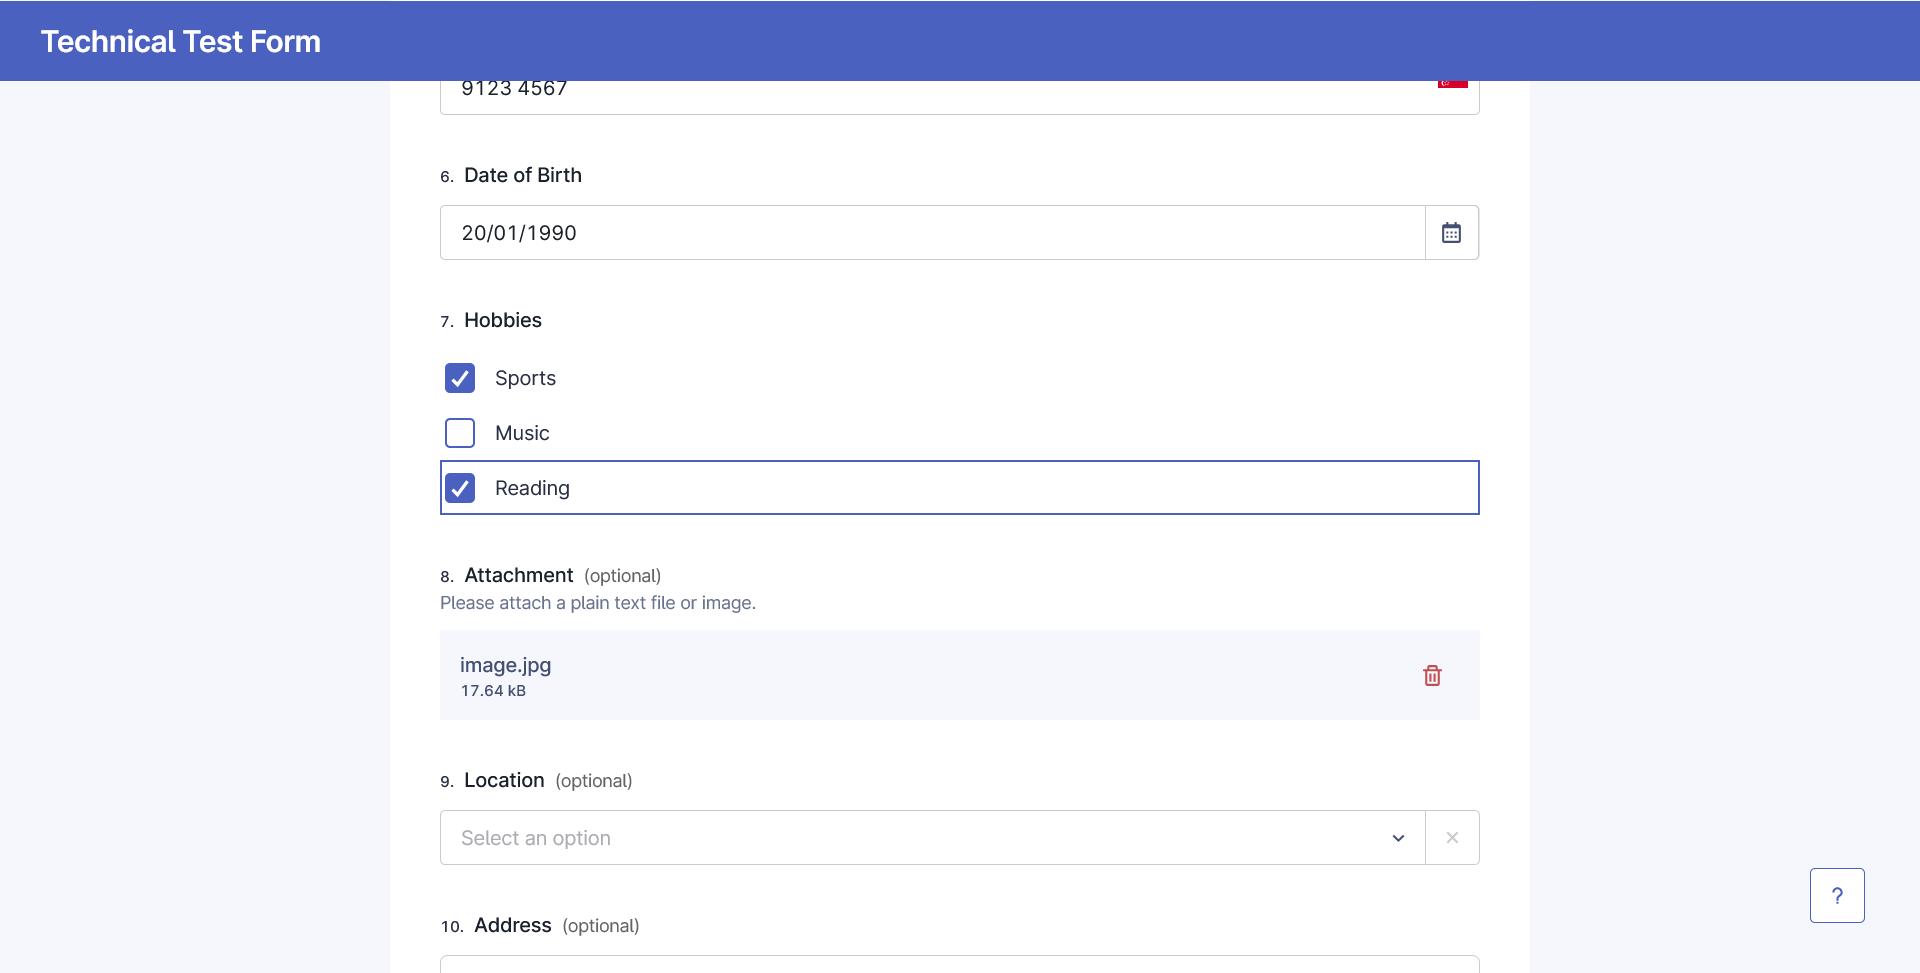 Technical Test Form
9123 4567
6. Date of Birth
20/01/1990
7. Hobbies
Sports
Music
Reading
8. Attachment (optional)
Please attach a plain text file or image.
image.jpg
17.64 kB
9. Location (optional)
Select an option
10. Address (optional)
?